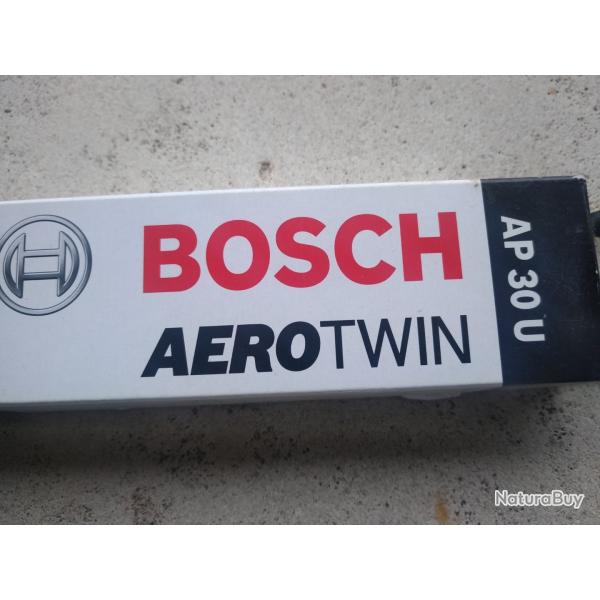 BOSCH
AEROTWIN
AP 30 U
NaturaBuy